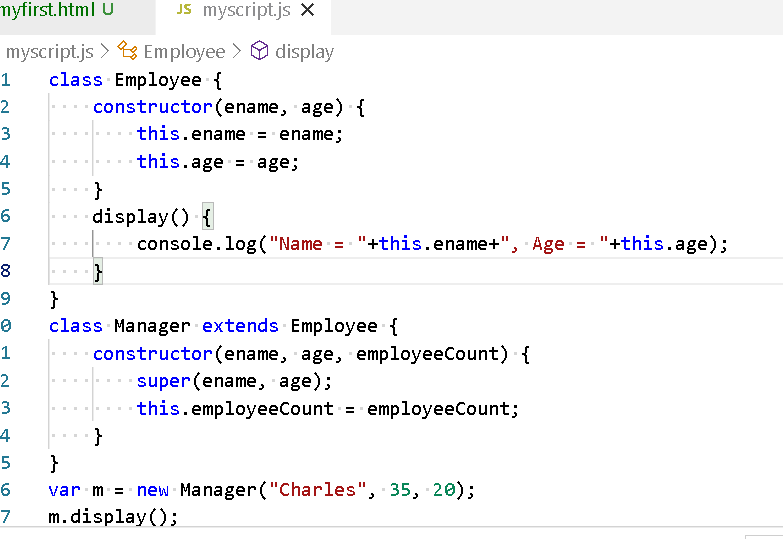 myfirst.html U JS myscript.js ×
myscript.js > Employee > display
1 class Employee {
2     constructor(ename, age) {
3         this.ename = ename;
4         this.age = age;
5     }
6     display() {
7         console.log("Name = "+this.ename+", Age = "+this.age);
8     }
9 }
0 class Manager extends Employee {
1     constructor(ename, age, employeeCount) {
2         super(ename, age);
3         this.employeeCount = employeeCount;
4     }
5 }
6 var m = new Manager("Charles", 35, 20);
7 m.display();